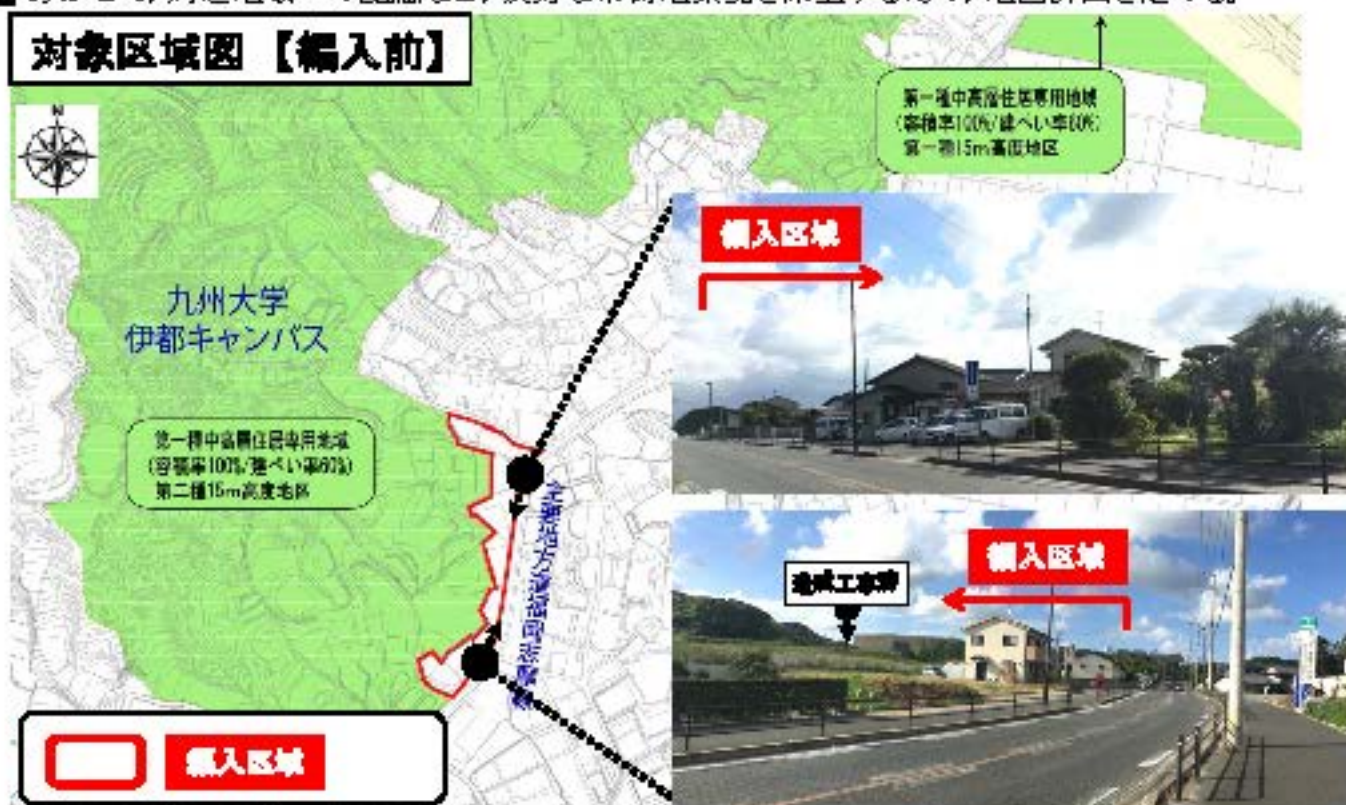 対象区域図【編入前】
N
第一種中高層住居専用地域
(容積率100%/建ぺい率60%)
第一種15m高度地区
編入区域
九州大学
伊都キャンパス
第一種中高層住居専用地域
(容積率100%/建ぺい率60%)
第二種15m高度地区
編入区域
編入区域